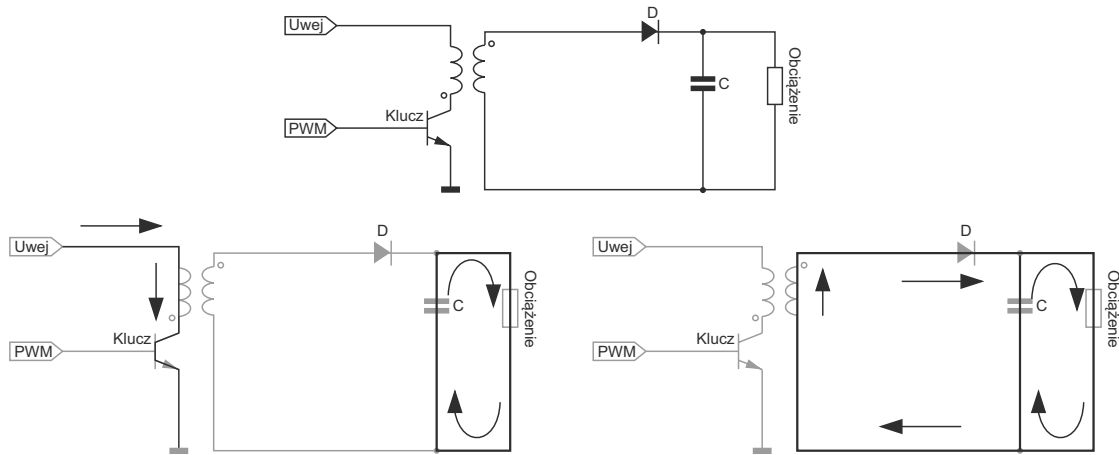 Uwej
D
C
Obciążenie
Klucz
PWM
Uwej
D
C
Obciążenie
Klucz
PWM
Uwej
D
C
Obciążenie
Klucz
PWM